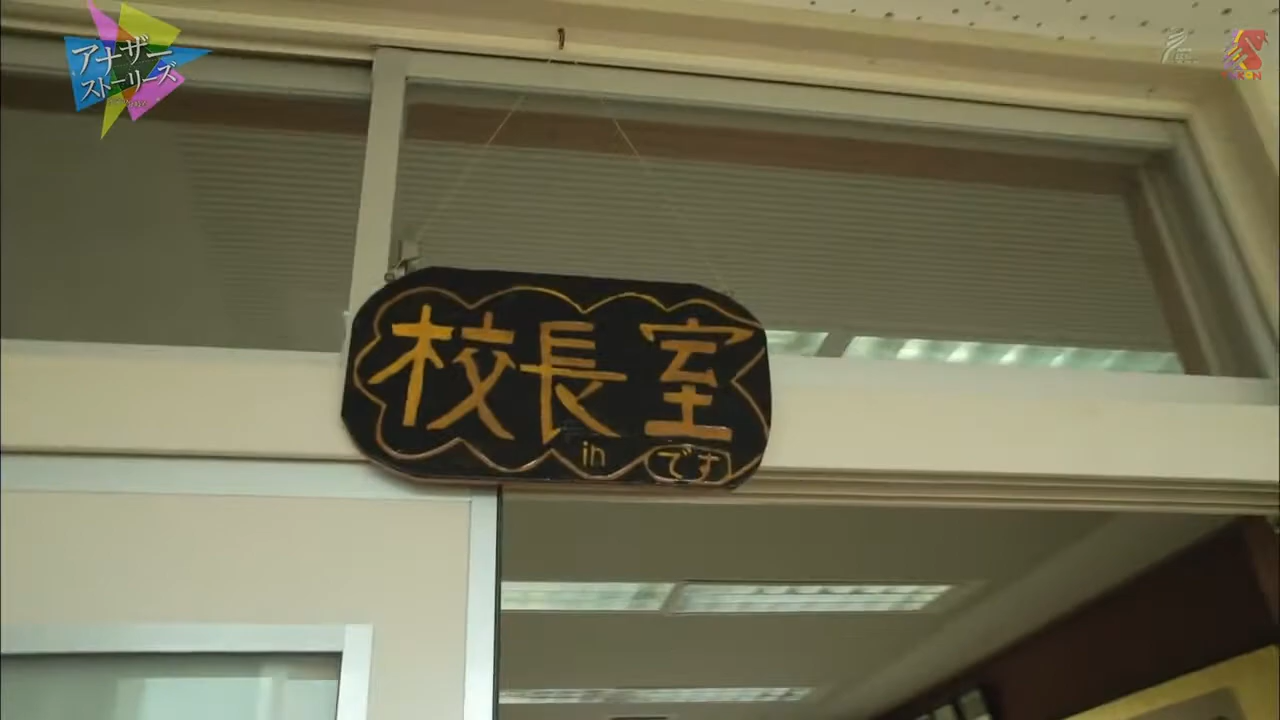 アナザー
ストーリーズ
校長室
in です